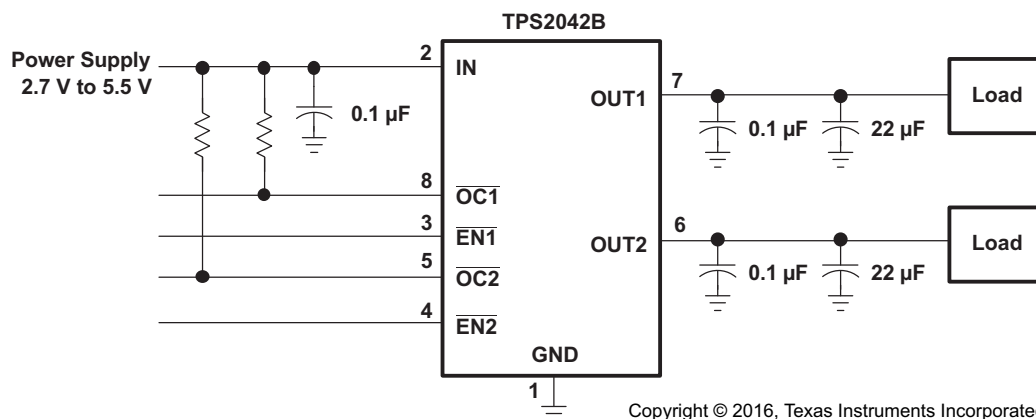 TPS2042B
Power Supply
2.7 V to 5.5 V
2
IN
0.1 µF
8
OC1
3
EN1
5
OC2
4
EN2
GND
1
OUT1
7
0.1 µF
22 µF
Load
OUT2
6
0.1 µF
22 µF
Load
Copyright © 2016, Texas Instruments Incorporate